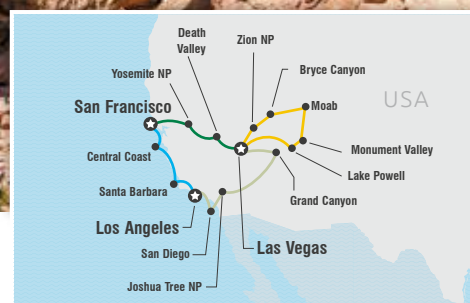 Death
Valley
Zion NP
Bryce Canyon
Yosemite NP
USA
San Francisco
Moab
Central Coast
Monument Valley
Lake Powell
Santa Barbara
Grand Canyon
Los Angeles
San Diego
Las Vegas
Joshua Tree NP